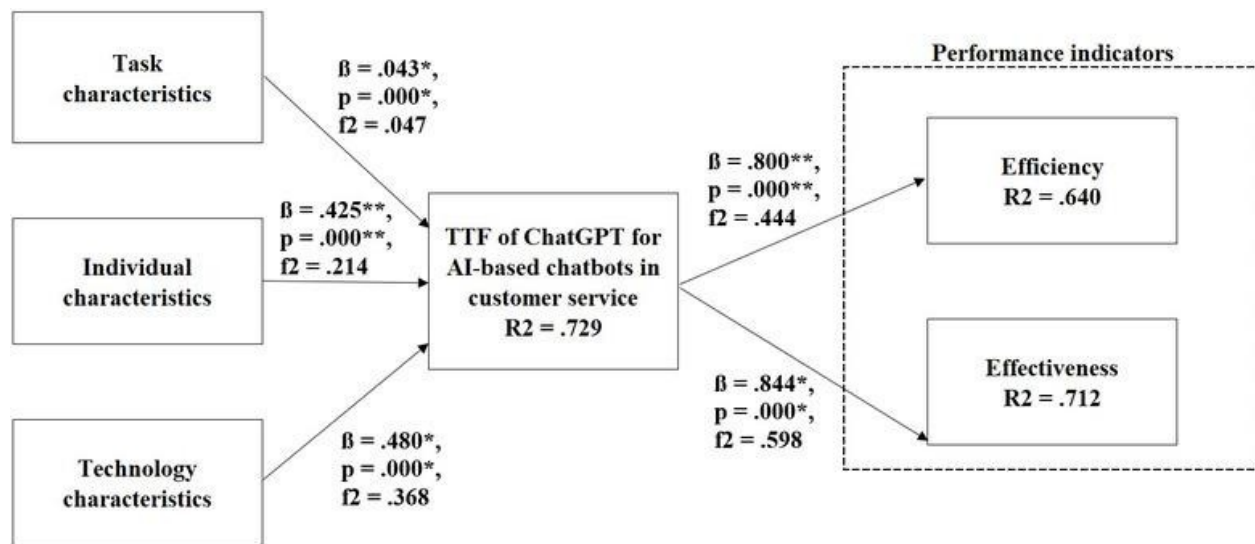 Task
characteristics
ß = .043*,
p = .000*,
f2 = .047
Individual
characteristics
ß = .425**,
p = .000**,
f2 = .214
Technology
characteristics
ß = .480*,
p = .000*,
f2 = .368
TTF of ChatGPT for
AI-based chatbots in
customer service
R2 = .729
ß = .800**,
p = .000**,
f2 = .444
ß = .844*,
p = .000*,
f2 = .598
Performance indicators
Efficiency
R2 = .640
Effectiveness
R2 = .712